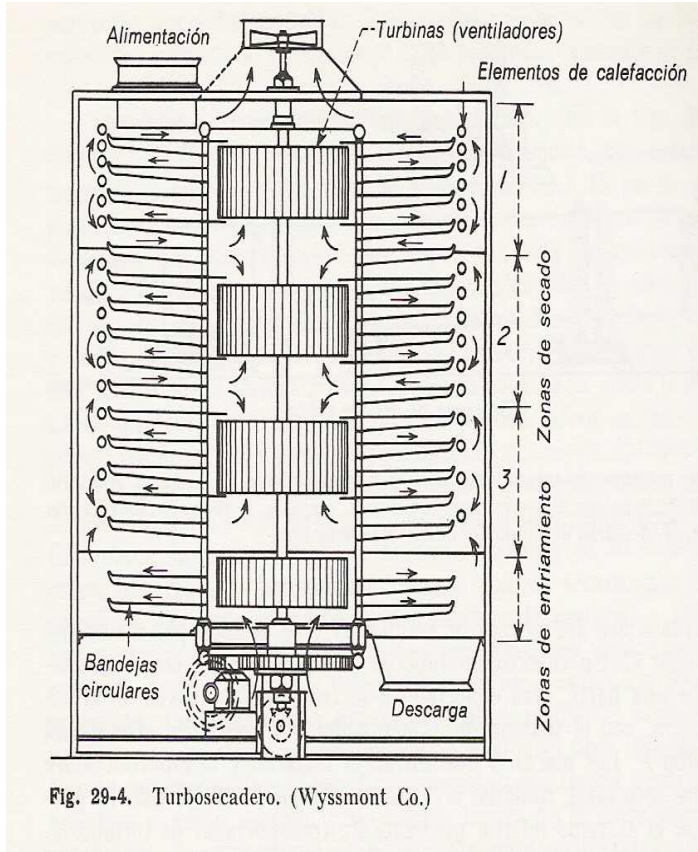 Alimentación
Turbinas (ventiladores)
Elementos de calefacción
1
2
3
Zonas de secado
Zonas de enfriamiento
Bandejas
circulares
Descarga
Fig. 29-4. Turbosecadero. (Wyssmont Co.)